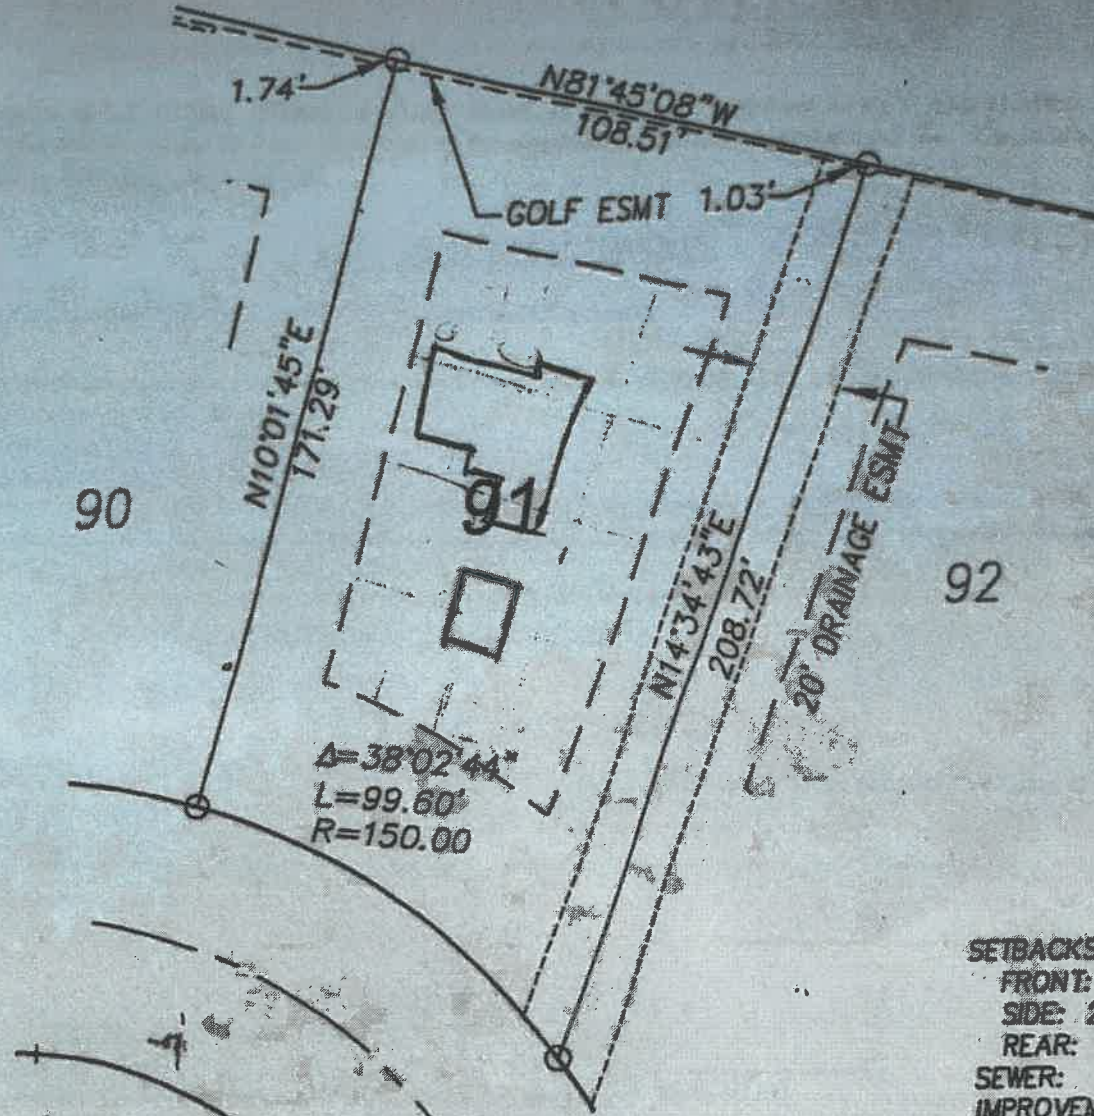 1.74'
N81°45'08"W
108.51'
GOLF ESMT
1.03'
N10°01'45"E
171.29'
90
91
N14°34'43"E
208.72'
20' DRAINAGE ESMT
92
Δ=38°02'44"
L=99.60'
R=150.00
SETBACKS
FRONT:
SIDE: 2
REAR:
SEWER: